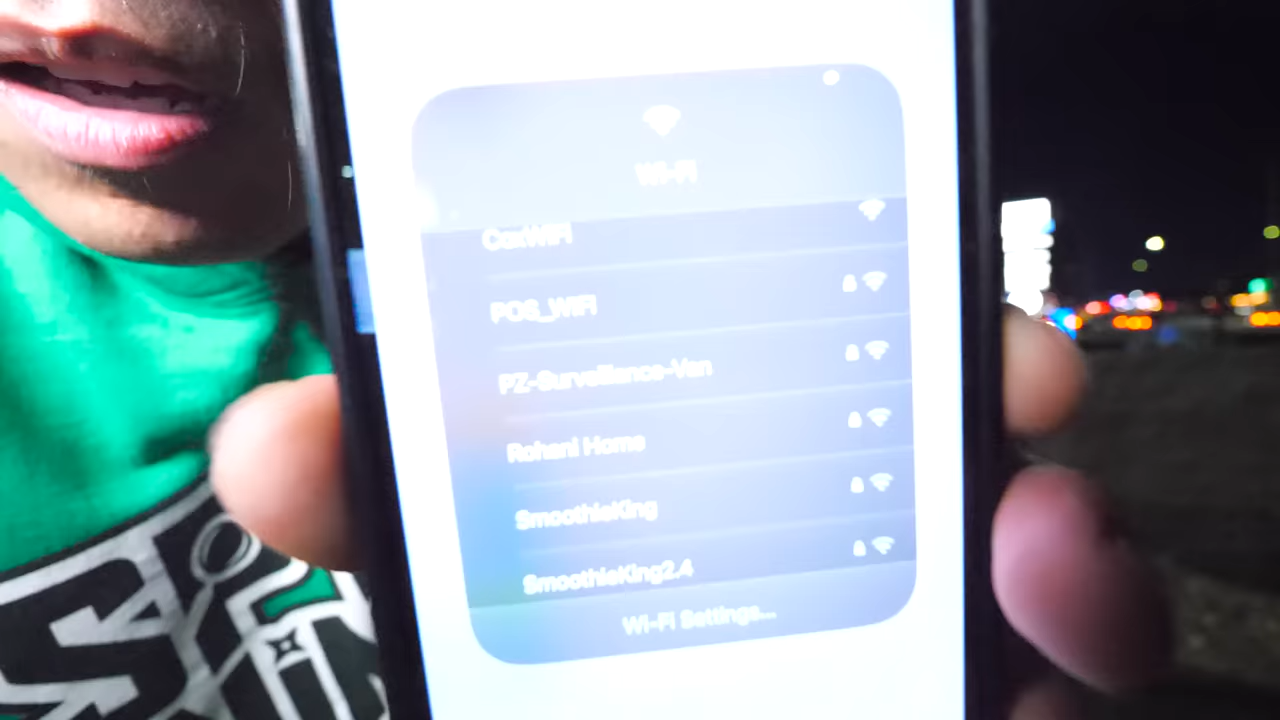 Wi-Fi
CoxWiFi
POS_WiFi
PZ-Surveillance-Van
Rohani Home
SmoothieKing
SmoothieKing2.4
Wi-Fi Settings...